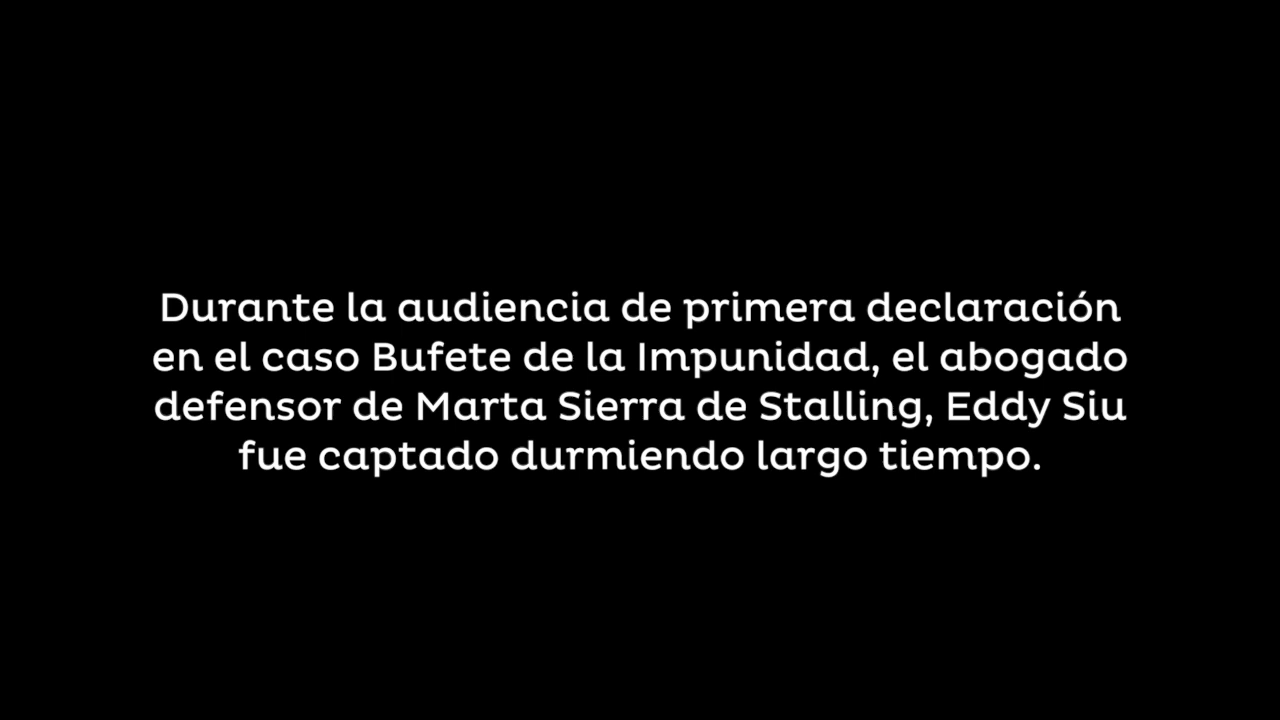 Durante la audiencia de primera declaración
en el caso Bufete de la Impunidad, el abogado
defensor de Marta Sierra de Stalling, Eddy Siu
fue captado durmiendo largo tiempo.